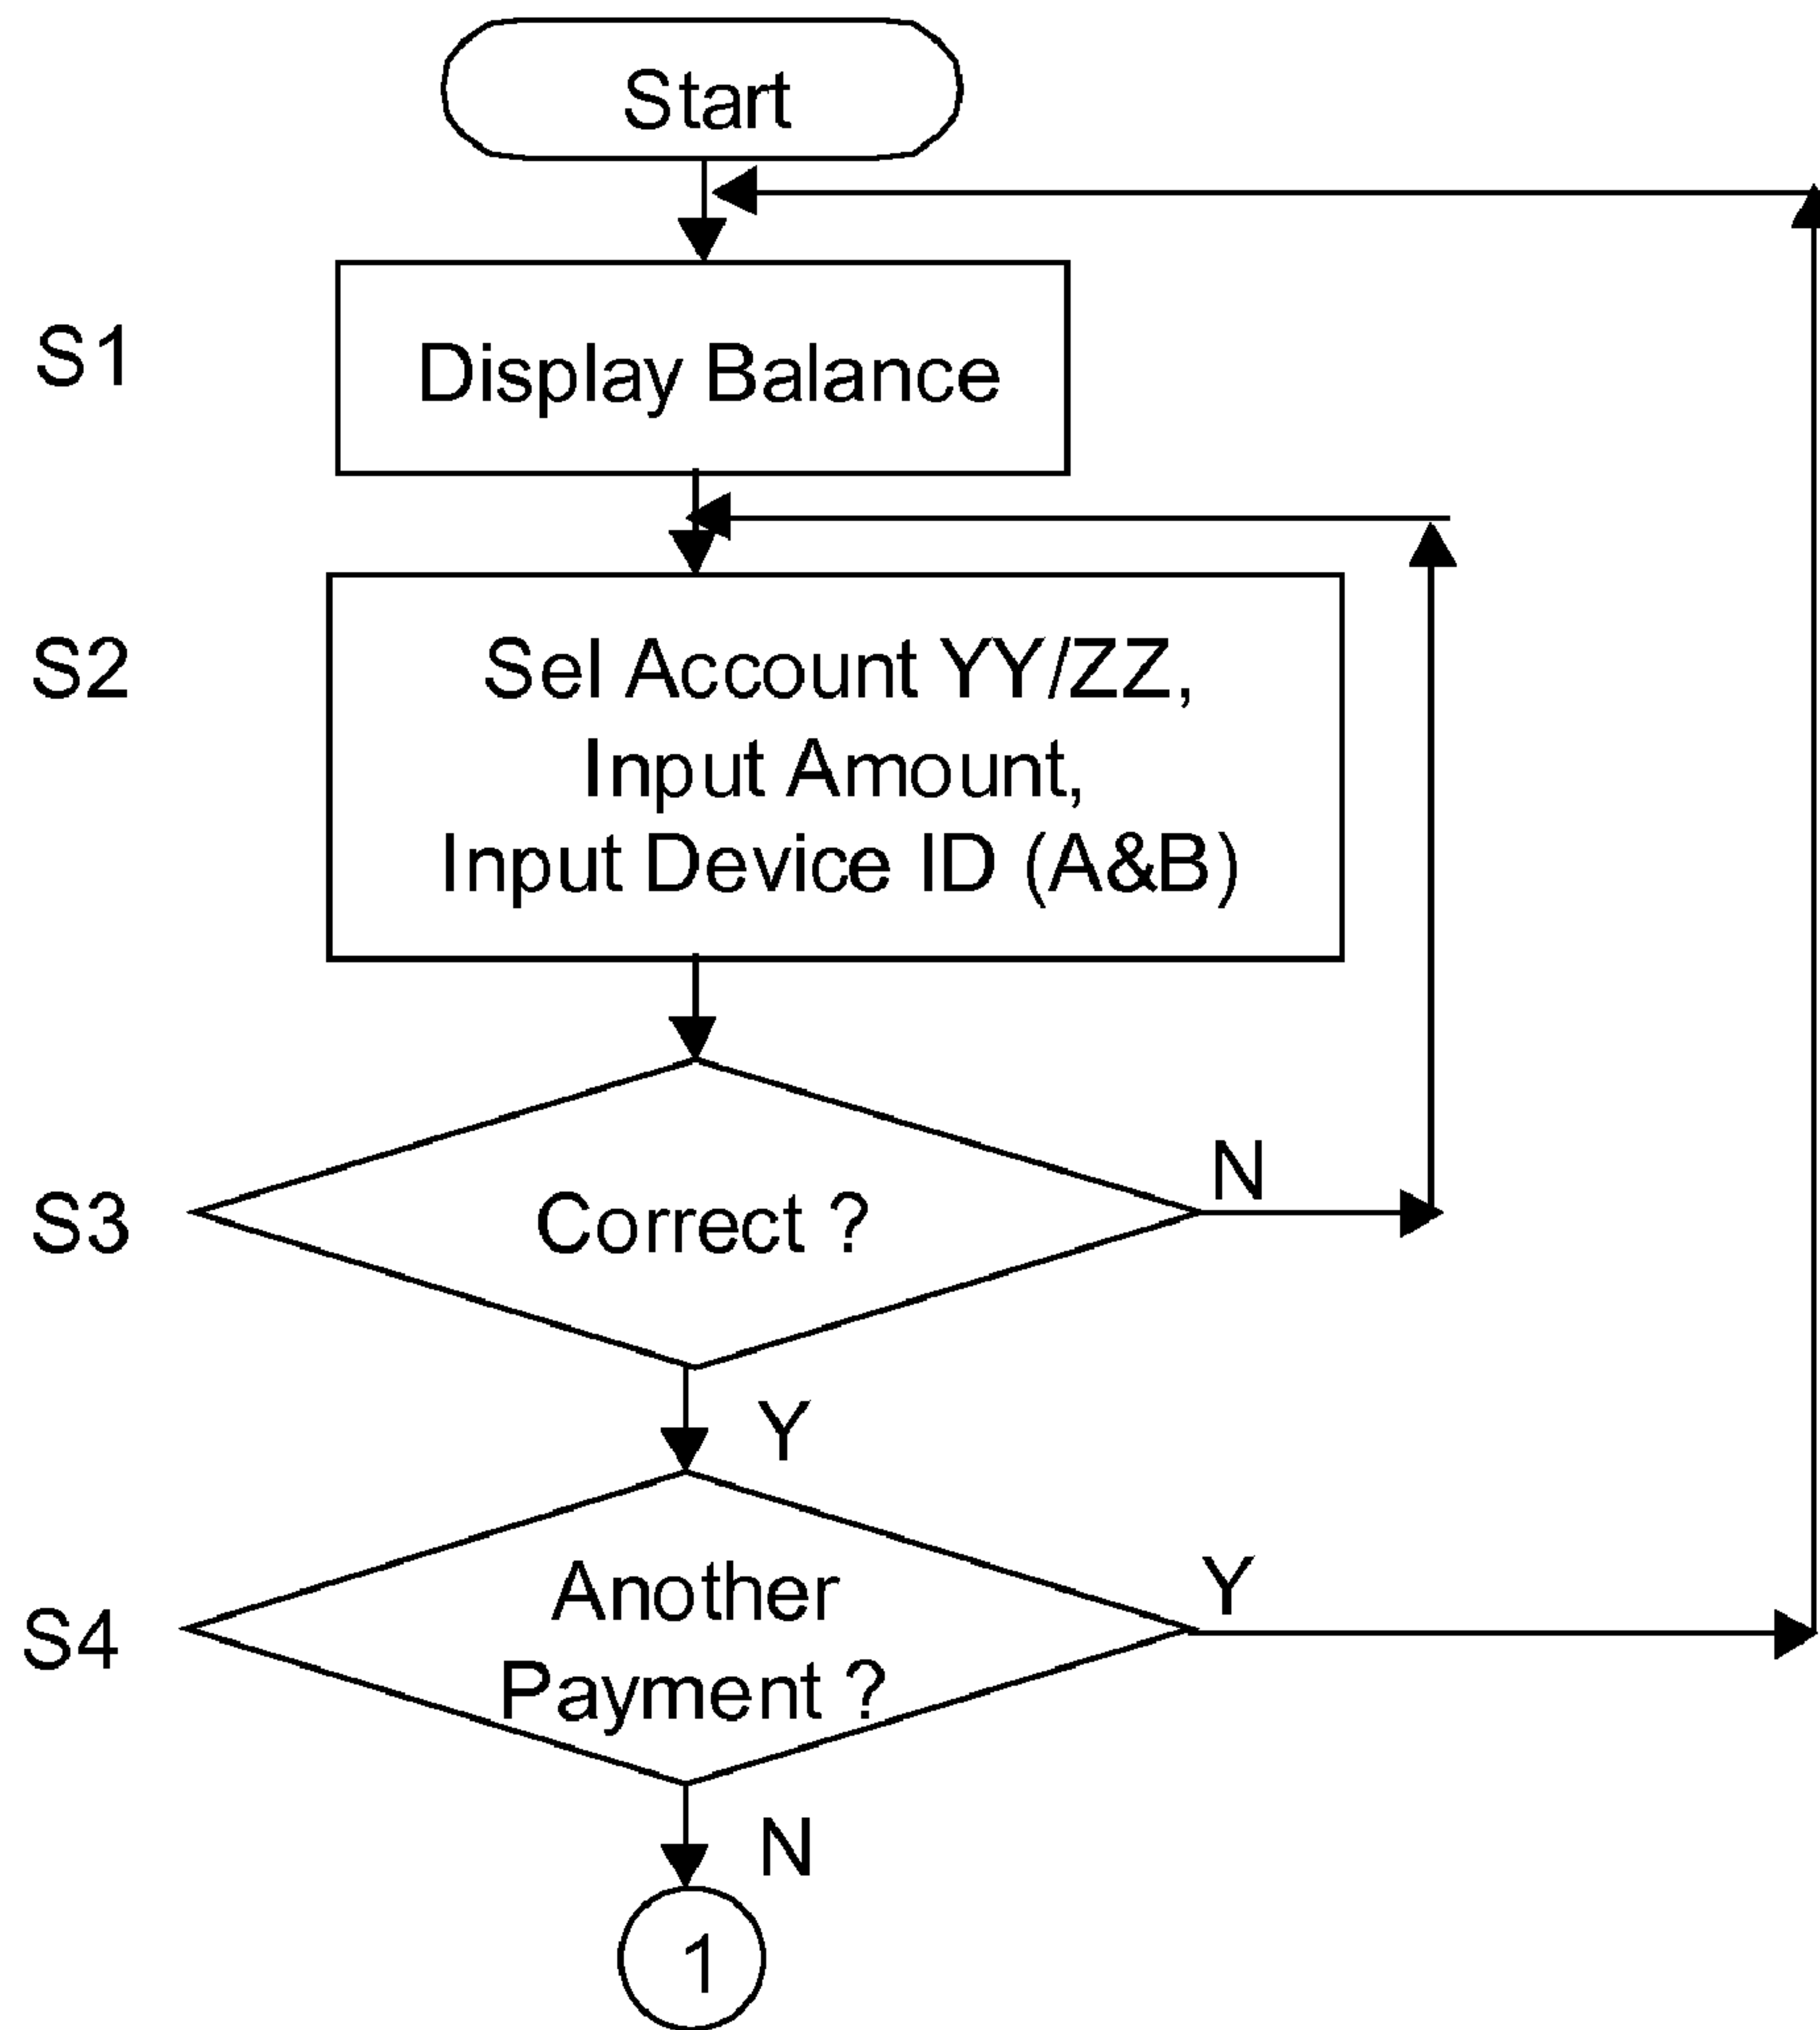 Start
S1
Display Balance
S2
Sel Account YY/ZZ,
Input Amount,
Input Device ID (A&B)
S3
Correct ?
N
Y
S4
Another
Payment ?
Y
N
1